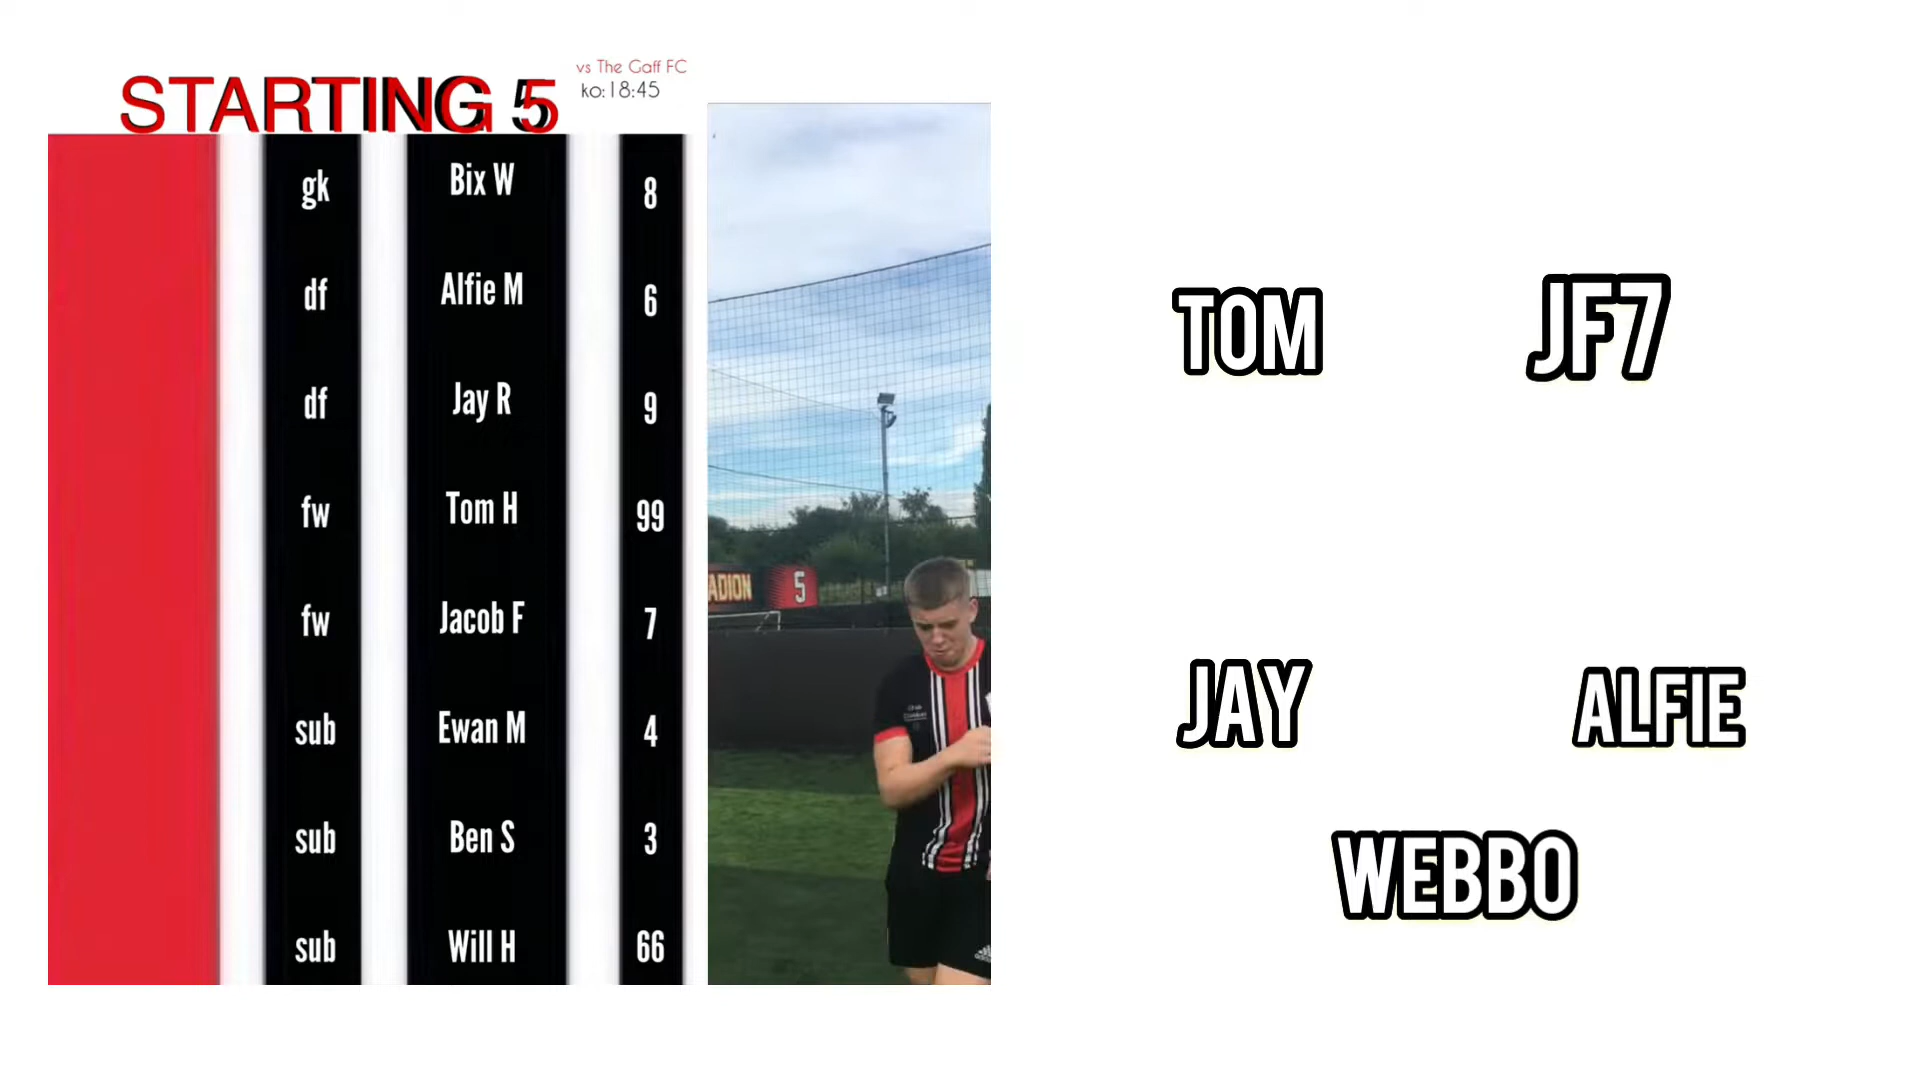 STARTING 5
vs The Gaff FC
ko:18:45
gk Bix W 8
df Alfie M 6
df Jay R 9
fw Tom H 99
fw Jacob F 7
sub Ewan M 4
sub Ben S 3
sub Will H 66
ADION 5
TOM JF7
JAY ALFIE
WEBBO